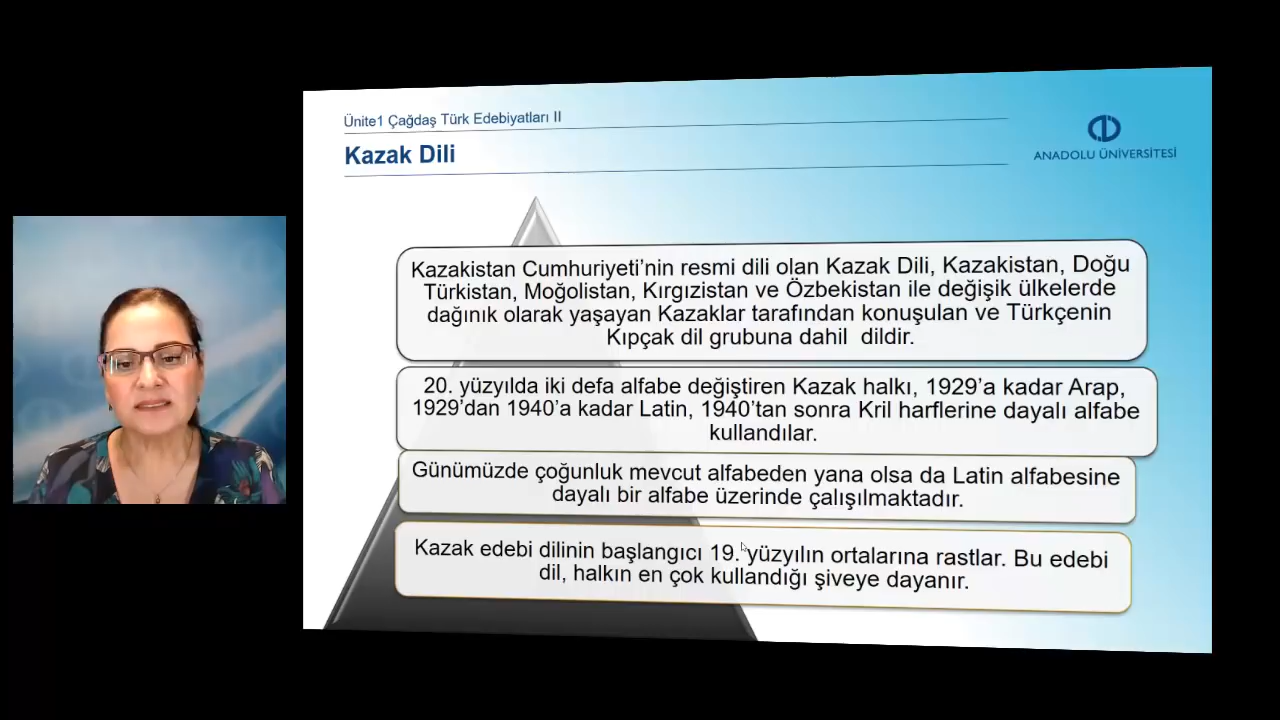 Ünite1 Çağdaş Türk Edebiyatları II
Kazak Dili
ANADOLU ÜNİVERSİTESİ
Kazakistan Cumhuriyeti’nin resmi dili olan Kazak Dili, Kazakistan, Doğu
Türkistan, Moğolistan, Kırgızistan ve Özbekistan ile değişik ülkelerde
dağınık olarak yaşayan Kazaklar tarafından konuşulan ve Türkçenin
Kıpçak dil grubuna dahil dildir.
20. yüzyılda iki defa alfabe değiştiren Kazak halkı, 1929’a kadar Arap,
1929’dan 1940’a kadar Latin, 1940’tan sonra Kril harflerine dayalı alfabe
kullandılar.
Günümüzde çoğunluk mevcut alfabeden yana olsa da Latin alfabesine
dayalı bir alfabe üzerinde çalışılmaktadır.
Kazak edebi dilinin başlangıcı 19. yüzyılın ortalarına rastlar. Bu edebi
dil, halkın en çok kullandığı şiveye dayanır.